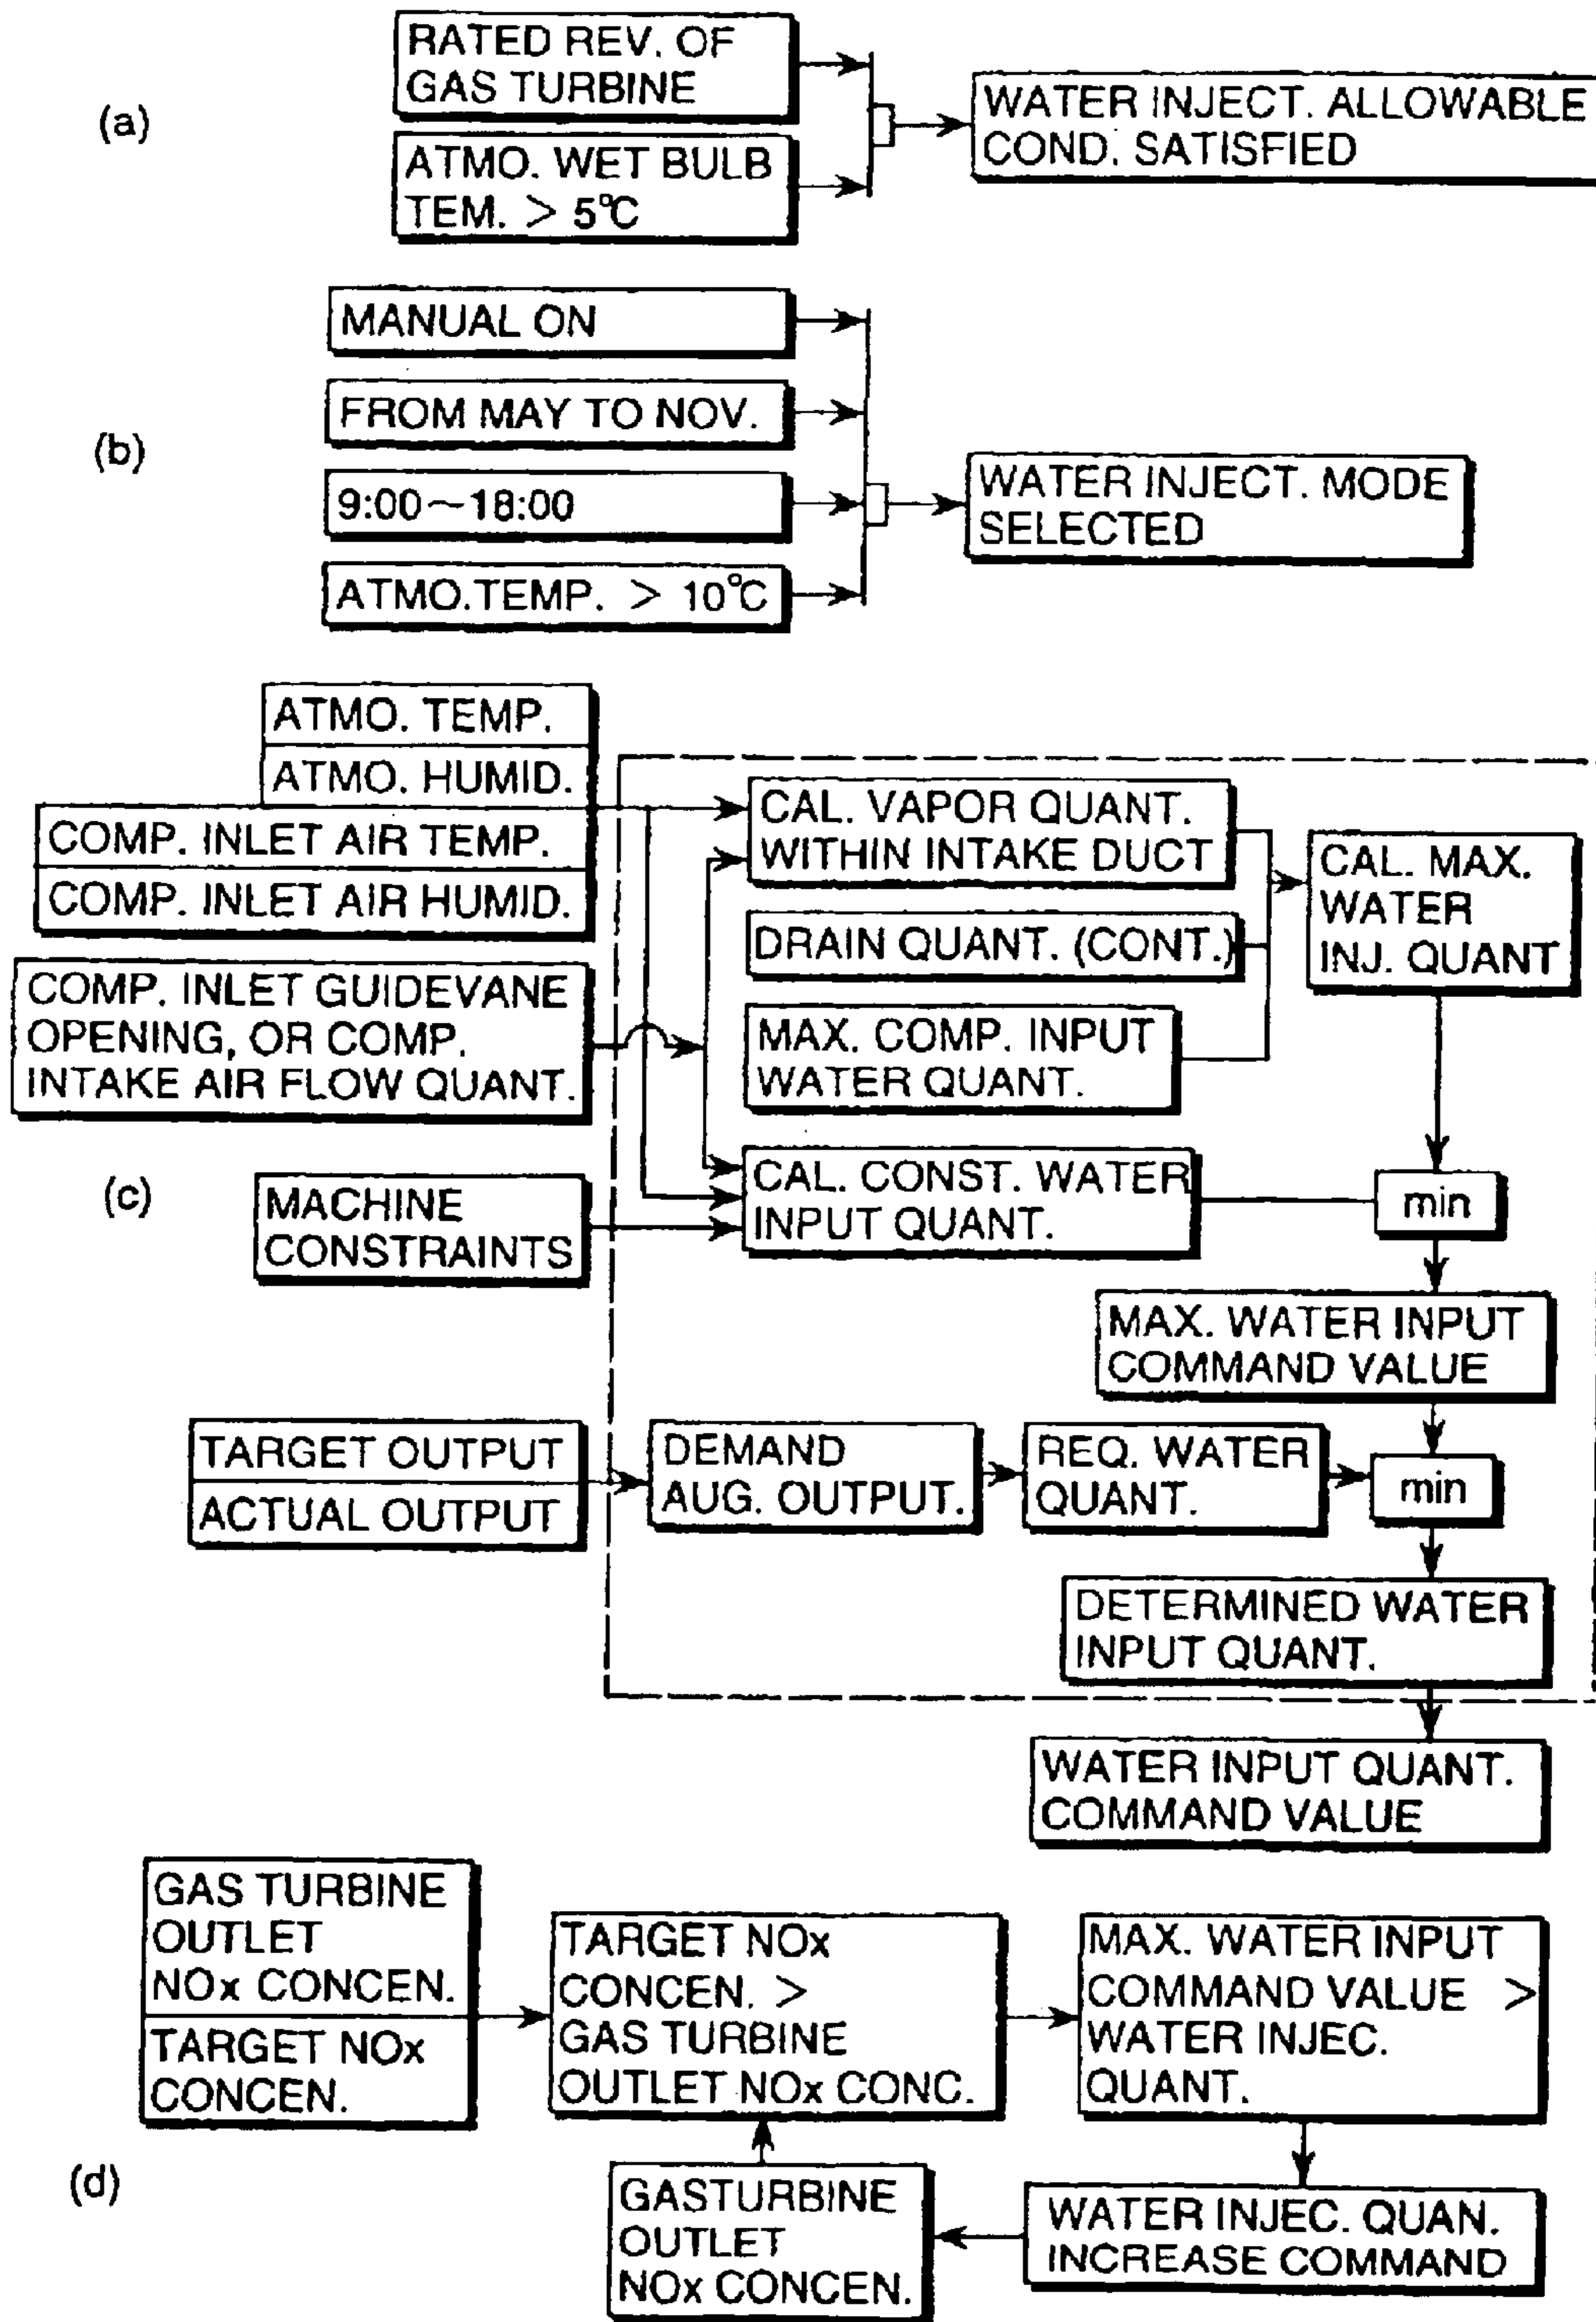 (a)
RATED REV. OF
GAS TURBINE
ATMO. WET BULB
TEM. > 5°C
WATER INJECT. ALLOWABLE
COND. SATISFIED
(b)
MANUAL ON
FROM MAY TO NOV.
9:00~18:00
ATMO.TEMP. > 10°C
WATER INJECT. MODE
SELECTED
(c)
ATMO. TEMP.
ATMO. HUMID.
COMP. INLET AIR TEMP.
COMP. INLET AIR HUMID.
COMP. INLET GUIDEVANE
OPENING, OR COMP.
INTAKE AIR FLOW QUANT.
MACHINE
CONSTRAINTS
CAL. VAPOR QUANT.
WITHIN INTAKE DUCT
DRAIN QUANT. (CONT.)
MAX. COMP. INPUT
WATER QUANT.
CAL. CONST. WATER
INPUT QUANT.
CAL. MAX.
WATER
INJ. QUANT
min
MAX. WATER INPUT
COMMAND VALUE
TARGET OUTPUT
ACTUAL OUTPUT
DEMAND
AUG. OUTPUT.
REQ. WATER
QUANT.
min
DETERMINED WATER
INPUT QUANT.
WATER INPUT QUANT.
COMMAND VALUE
(d)
GAS TURBINE
OUTLET
NOx CONCEN.
TARGET NOx
CONCEN.
TARGET NOx
CONCEN. >
GAS TURBINE
OUTLET NOx CONC.
MAX. WATER INPUT
COMMAND VALUE >
WATER INJEC.
QUANT.
GASTURBINE
OUTLET
NOx CONCEN.
WATER INJEC. QUAN.
INCREASE COMMAND